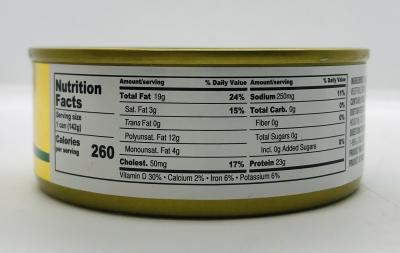 Nutrition
Facts
Serving size
1 can (142g)
Calories
per serving 260
Amount/serving % Daily Value
Total Fat 19g 24%
Sat. Fat 3g 15%
Trans Fat 0g
Polyunsat. Fat 12g
Monounsat. Fat 4g
Cholest. 50mg 17%
Amount/serving % Daily Value
Sodium 250mg 11%
Total Carb. 0g 0%
Fiber 0g 0%
Total Sugars 0g
Incl. 0g Added Sugars 0%
Protein 23g
Vitamin D 30% • Calcium 2% • Iron 6% • Potassium 6%